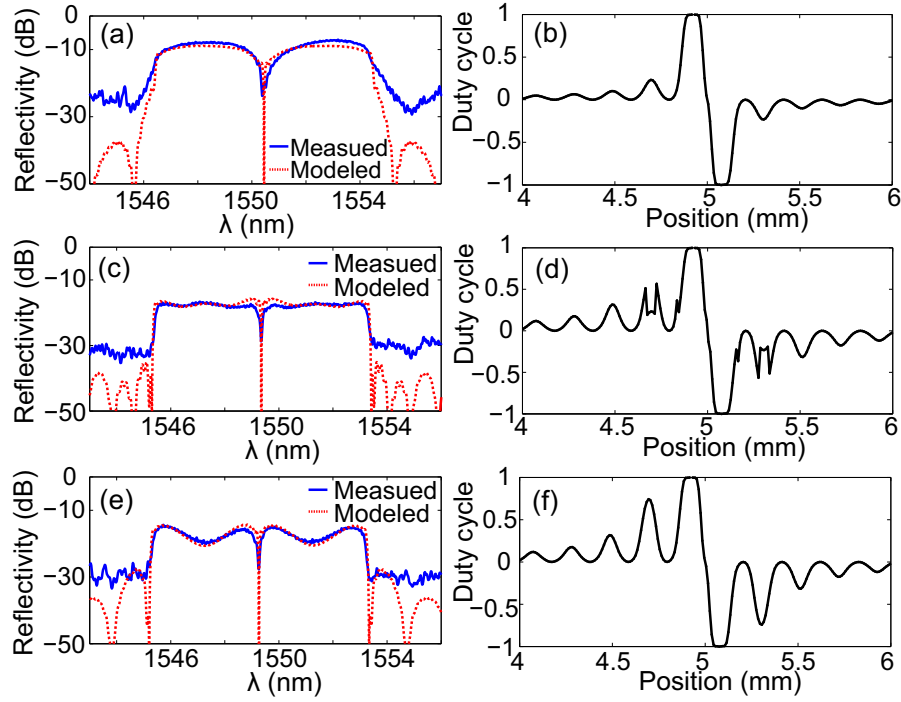 Reflectivity (dB)
0
−10
−30
−50
(a)
Measued
Modeled
1546
1550
1554
λ (nm)
Duty cycle
1
0.5
0
−0.5
−1
(b)
4
4.5
5
5.5
6
Position (mm)
Reflectivity (dB)
0
−10
−30
−50
(c)
Measued
Modeled
1546
1550
1554
λ (nm)
Duty cycle
1
0.5
0
−0.5
−1
(d)
4
4.5
5
5.5
6
Position (mm)
Reflectivity (dB)
0
−10
−30
−50
(e)
Measued
Modeled
1546
1550
1554
λ (nm)
Duty cycle
1
0.5
0
−0.5
−1
(f)
4
4.5
5
5.5
6
Position (mm)